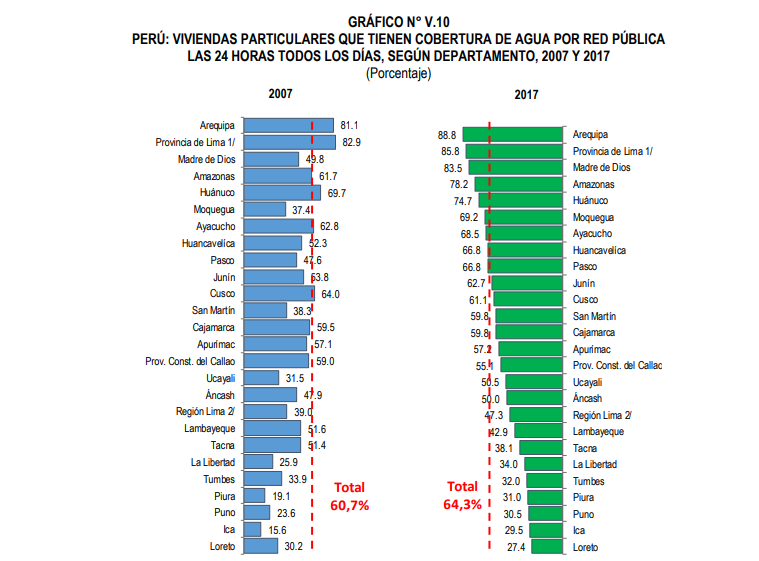 GRÁFICO N° V.10
PERÚ: VIVIENDAS PARTICULARES QUE TIENEN COBERTURA DE AGUA POR RED PÚBLICA
LAS 24 HORAS TODOS LOS DÍAS, SEGÚN DEPARTAMENTO, 2007 Y 2017
(Porcentaje)
2007
Arequipa 81.1
Provincia de Lima 1/ 82.9
Madre de Dios 49.8
Amazonas 61.7
Huánuco 69.7
Moquegua 37.4
Ayacucho 62.8
Huancavelica 52.3
Pasco 47.6
Junín 53.8
Cusco 64.0
San Martín 38.3
Cajamarca 59.5
Apurímac 57.1
Prov. Const. del Callao 59.0
Ucayali 31.5
Áncash 47.9
Región Lima 2/ 39.0
Lambayeque 51.6
Tacna 51.4
La Libertad 25.9
Tumbes 33.9
Piura 19.1
Puno 23.6
Ica 15.6
Loreto 30.2
Total
60,7%
2017
88.8 Arequipa
85.8 Provincia de Lima 1/
83.5 Madre de Dios
78.2 Amazonas
74.7 Huánuco
69.2 Moquegua
68.5 Ayacucho
66.8 Huancavelica
66.8 Pasco
62.7 Junín
61.1 Cusco
59.8 San Martín
59.8 Cajamarca
57.2 Apurímac
55.1 Prov. Const. del Callao
50.5 Ucayali
50.0 Áncash
47.3 Región Lima 2/
42.9 Lambayeque
38.1 Tacna
34.0 La Libertad
32.0 Tumbes
31.0 Piura
30.5 Puno
29.5 Ica
27.4 Loreto
Total
64,3%